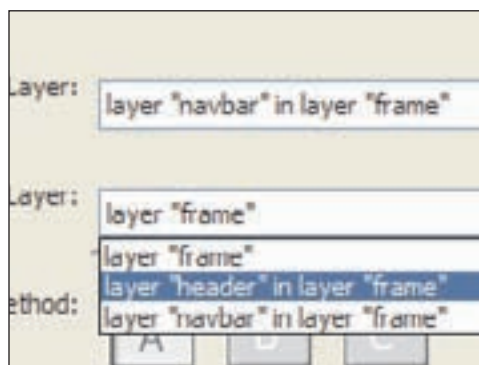 Layer:
layer "navbar" in layer "frame"
Layer:
layer "frame"
layer "frame"
layer "header" in layer "frame"
ethod:
layer "navbar" in layer "frame"
A B C